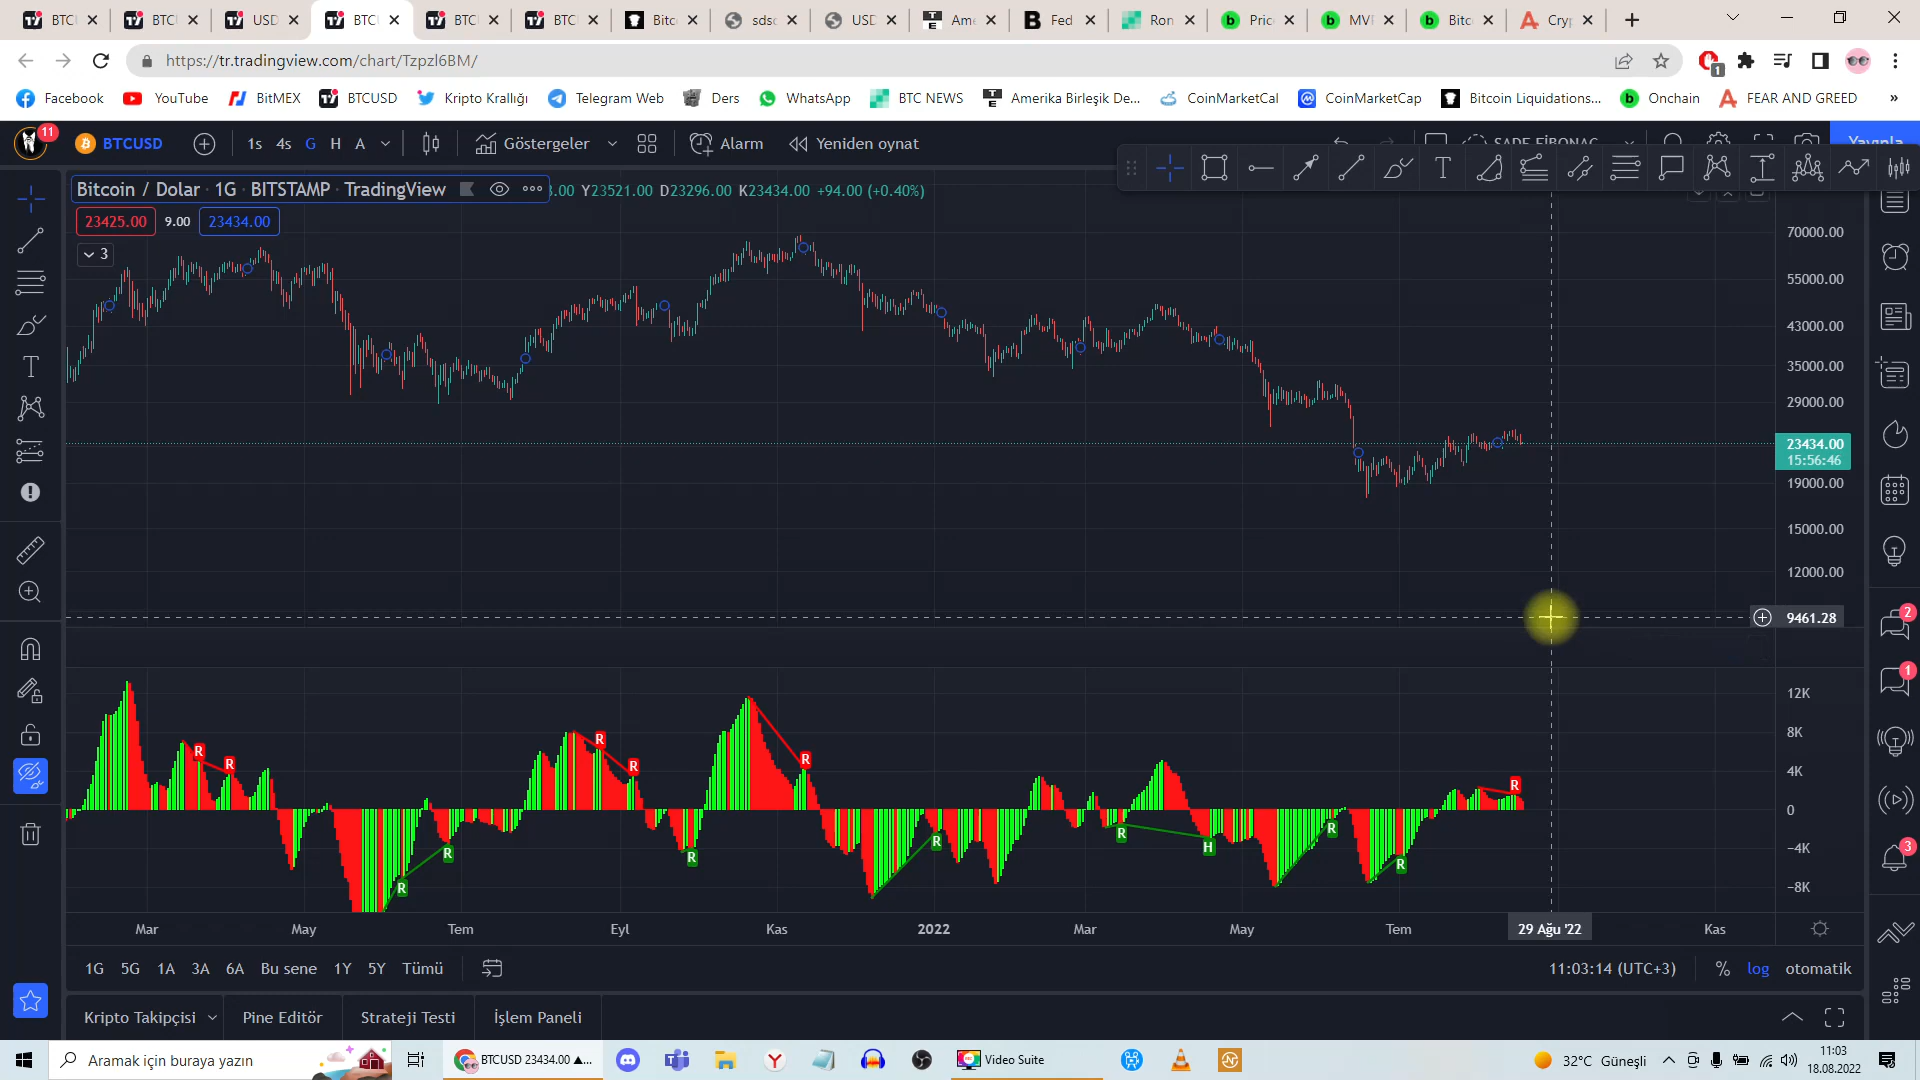 BTC BTC USD BTC BTC BTC Bitc sdsc USD Ame Fed Ron Pric MVF Bitc Cryp
https://tr.tradingview.com/chart/Tzpzl6BM/
1
Facebook YouTube BitMEX BTCUSD Kripto Krallığı Telegram Web Ders WhatsApp BTC NEWS Amerika Birleşik De... CoinMarketCal CoinMarketCap Bitcoin Liquidations... Onchain FEAR AND GREED »
11 BTCUSD 1s 4s G H A Göstergeler Alarm Yeniden oynat
Bitcoin / Dolar · 1G · BITSTAMP · TradingView Y23521.00 D23296.00 K23434.00 +94.00 (+0.40%)
23425.00 9.00 23434.00
3
70000.00
55000.00
43000.00
35000.00
29000.00
23434.00
15:56:46
19000.00
15000.00
12000.00
9461.28
2
1
3
12K
8K
4K
0
−4K
−8K
R R R R R R
R R R R R H R R
Mar May Tem Eyl Kas 2022 Mar May Tem 29 Ağu '22 Kas
1G 5G 1A 3A 6A Bu sene 1Y 5Y Tümü 11:03:14 (UTC+3) % log otomatik
Kripto Takipçisi Pine Editör Strateji Testi İşlem Paneli
Aramak için buraya yazın BTCUSD 23434.00 ▲... Video Suite 32°C Güneşli 11:03
18.08.2022